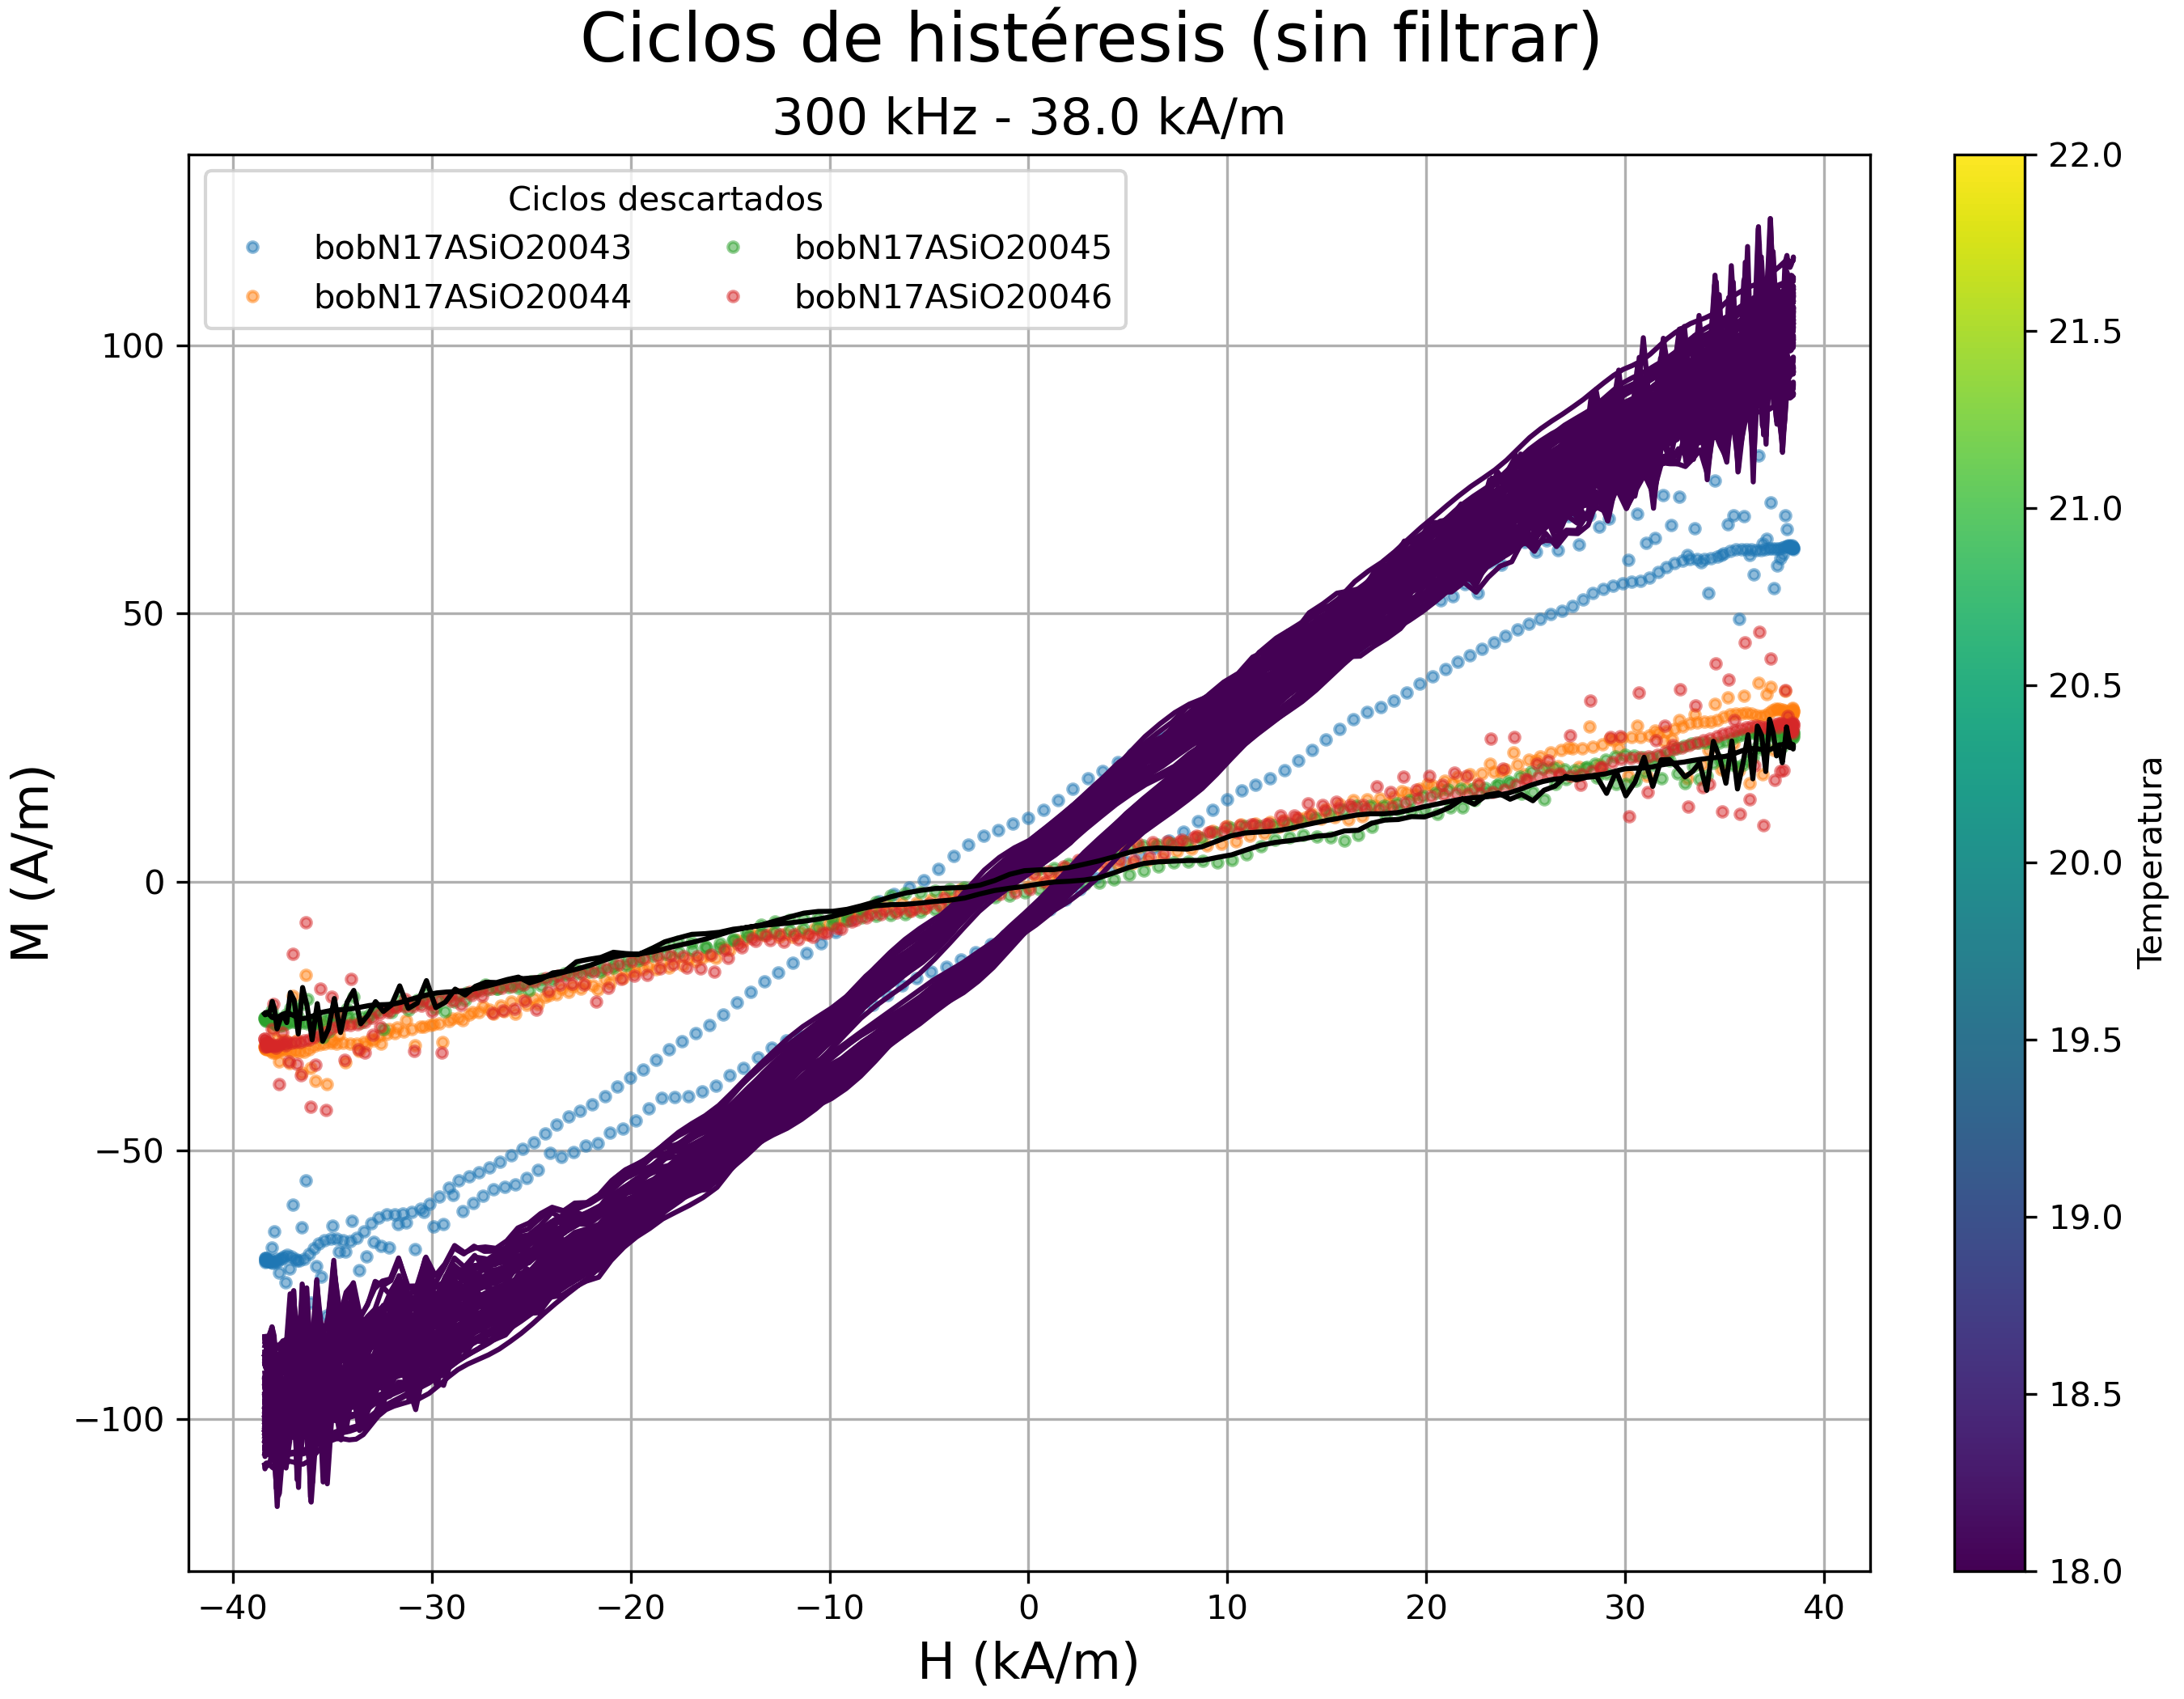 Ciclos de histéresis (sin filtrar)
300 kHz - 38.0 kA/m
Ciclos descartados
bobN17ASiO20043
bobN17ASiO20044
bobN17ASiO20045
bobN17ASiO20046
M (A/m)
100
50
0
−50
−100
−40
−30
−20
−10
0
10
20
30
40
H (kA/m)
22.0
21.5
21.0
20.5
20.0
19.5
19.0
18.5
18.0
Temperatura